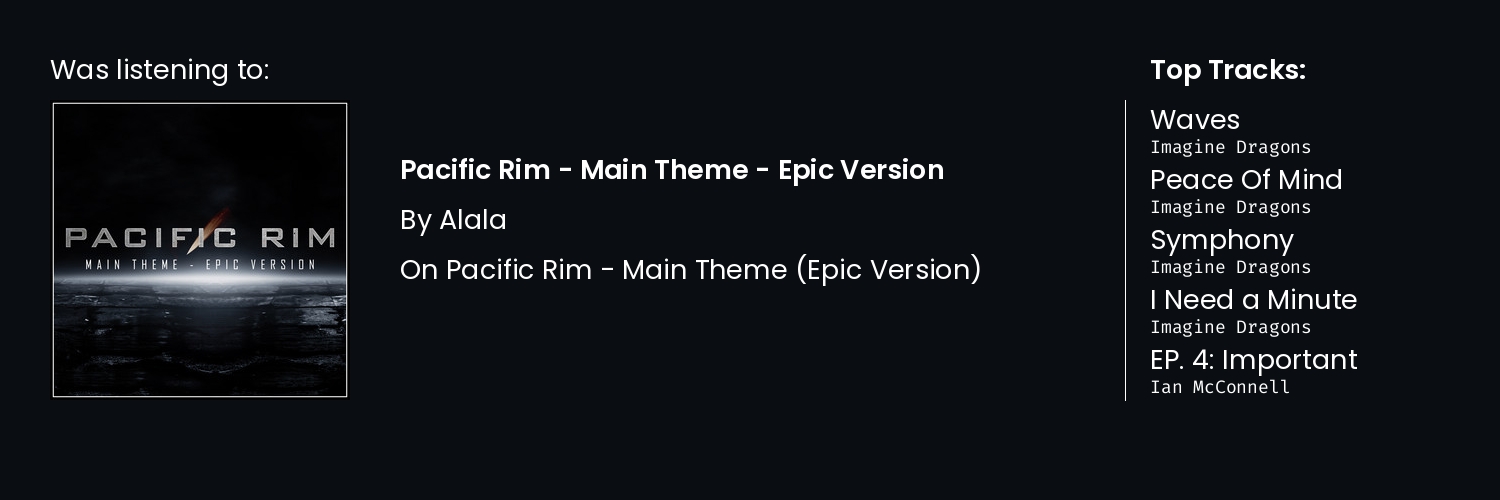 Was listening to:
PACIFIC RIM
MAIN THEME - EPIC VERSION
Pacific Rim - Main Theme - Epic Version
By Alala
On Pacific Rim - Main Theme (Epic Version)
Top Tracks:
Waves
Imagine Dragons
Peace Of Mind
Imagine Dragons
Symphony
Imagine Dragons
I Need a Minute
Imagine Dragons
EP. 4: Important
Ian McConnell